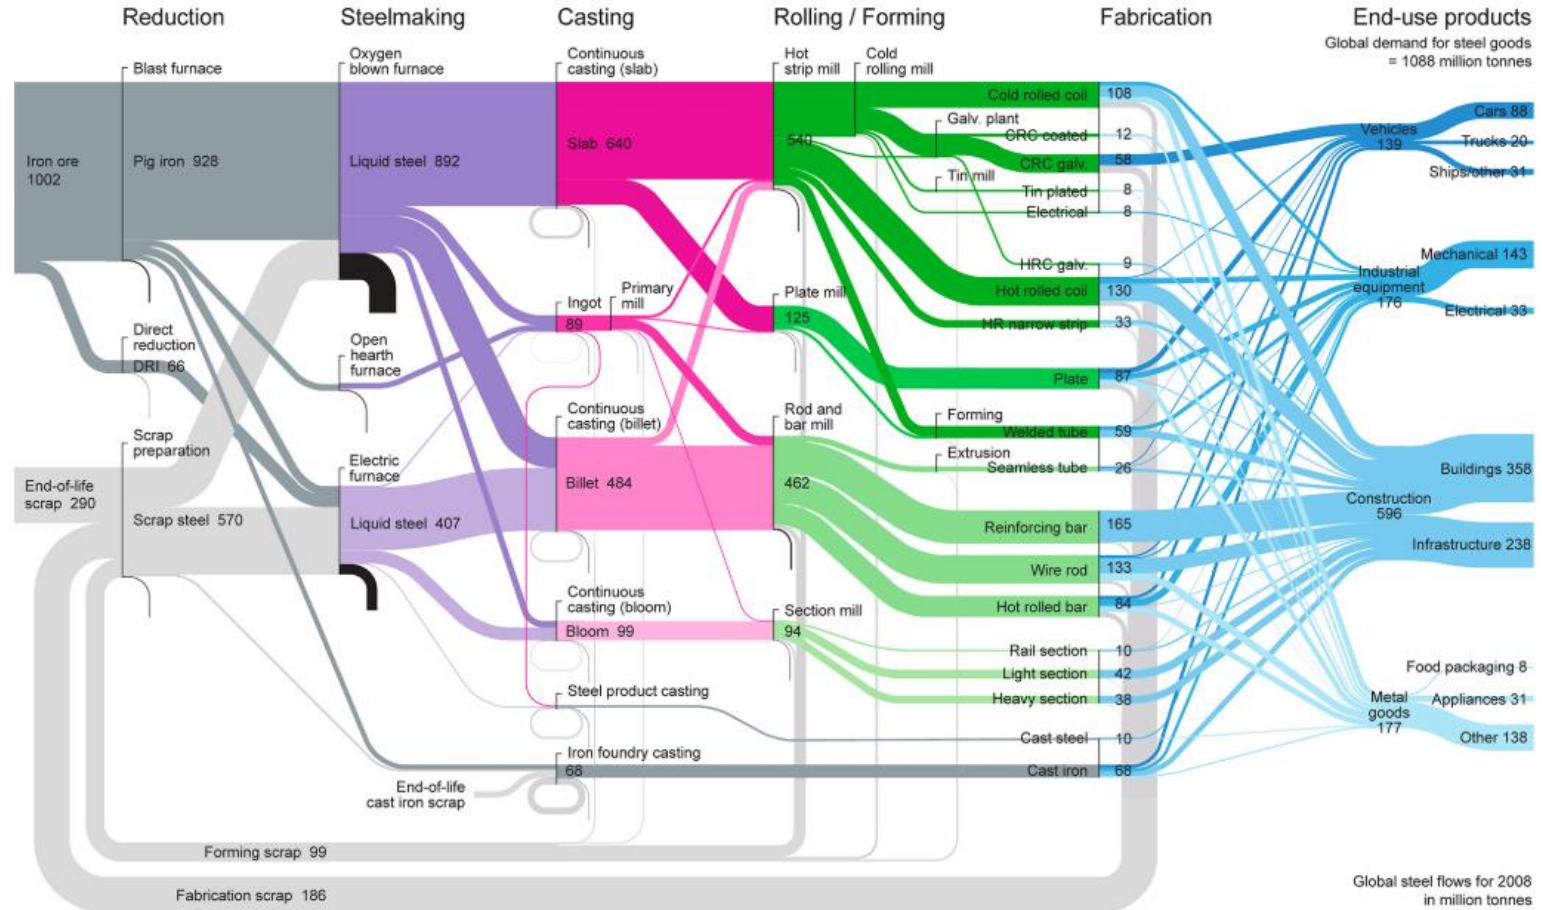 Reduction
Steelmaking
Casting
Rolling / Forming
Fabrication
End-use products
Global demand for steel goods
= 1088 million tonnes
Blast furnace
Oxygen
blown furnace
Continuous
casting (slab)
Hot
strip mill
Cold
rolling mill
Iron ore
1002
Pig iron 928
Liquid steel 892
Slab 640
540
Galv. plant
Tin mill
Cold rolled coil
108
CRC coated
12
CRC galv.
58
Tin plated
8
Electrical
8
HRC galv.
9
Hot rolled coil
130
HR narrow strip
33
Vehicles
139
Cars 88
Trucks 20
Ships/other 31
Industrial
equipment
176
Mechanical 143
Electrical 33
Direct
reduction
DRI 66
Open
hearth
furnace
Ingot
89
Primary
mill
Plate mill
125
Plate
87
Scrap
preparation
End-of-life
scrap 290
Scrap steel 570
Electric
furnace
Liquid steel 407
Continuous
casting (billet)
Billet 484
Rod and
bar mill
462
Forming
Welded tube
59
Extrusion
Seamless tube
26
Reinforcing bar
165
Wire rod
133
Hot rolled bar
84
Construction
596
Buildings 358
Infrastructure 238
Continuous
casting (bloom)
Bloom 99
Section mill
94
Rail section
10
Light section
42
Heavy section
38
Steel product casting
Cast steel
10
Iron foundry casting
68
Cast iron
68
End-of-life
cast iron scrap
Metal
goods
177
Food packaging 8
Appliances 31
Other 138
Forming scrap 99
Fabrication scrap 186
Global steel flows for 2008
in million tonnes